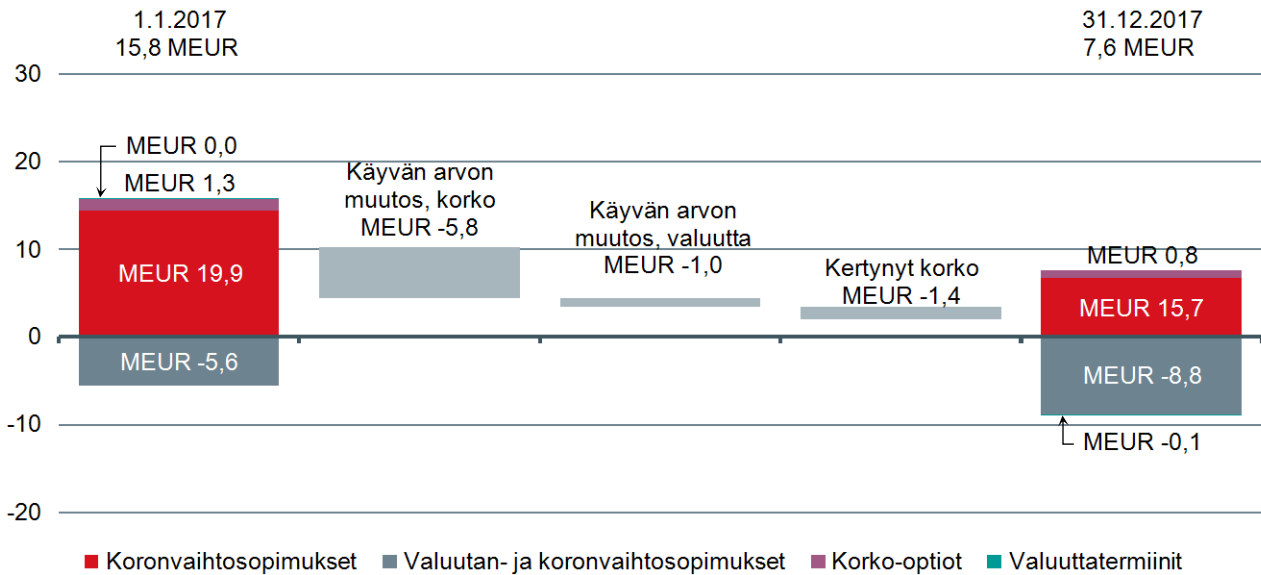 1.1.2017
15,8 MEUR
31.12.2017
7,6 MEUR
30
20
10
0
-10
-20
MEUR 0,0
MEUR 1,3
MEUR 19,9
MEUR -5,6
Käyvän arvon
muutos, korko
MEUR -5,8
Käyvän arvon
muutos, valuutta
MEUR -1,0
Kertynyt korko
MEUR -1,4
MEUR 0,8
MEUR 15,7
MEUR -8,8
MEUR -0,1
Koronvaihtosopimukset
Valuutan- ja koronvaihtosopimukset
Korko-optiot
Valuuttatermiinit